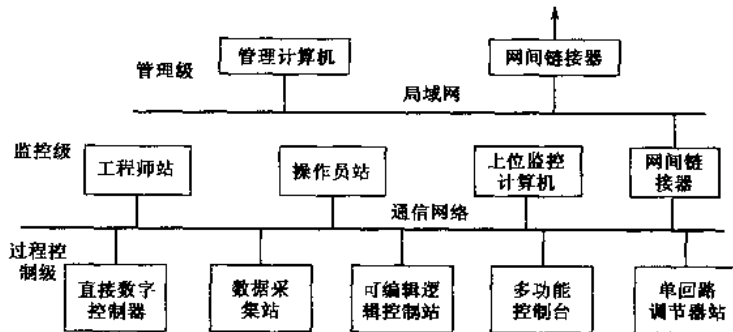 管理计算机
网间链接器
管理级
局域网
监控级
工程师站
操作员站
上位监控
计算机
网间链
接器
通信网络
过程控
制级
直接数字
控制器
数据采
集站
可编辑逻
辑控制站
多功能
控制台
单回路
调节器站